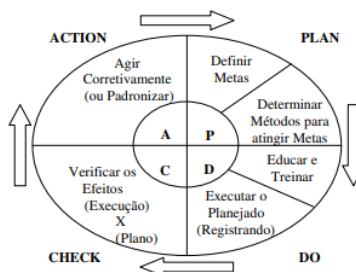 ACTION
PLAN
Agir
Corretivamente
(ou Padronizar)
Definir
Metas
Determinar
Métodos para
atingir Metas
A
P
C
D
Educar e
Treinar
Verificar os
Efeitos
(Execução)
X
(Plano)
Executar o
Planejado
(Registrando)
CHECK
DO